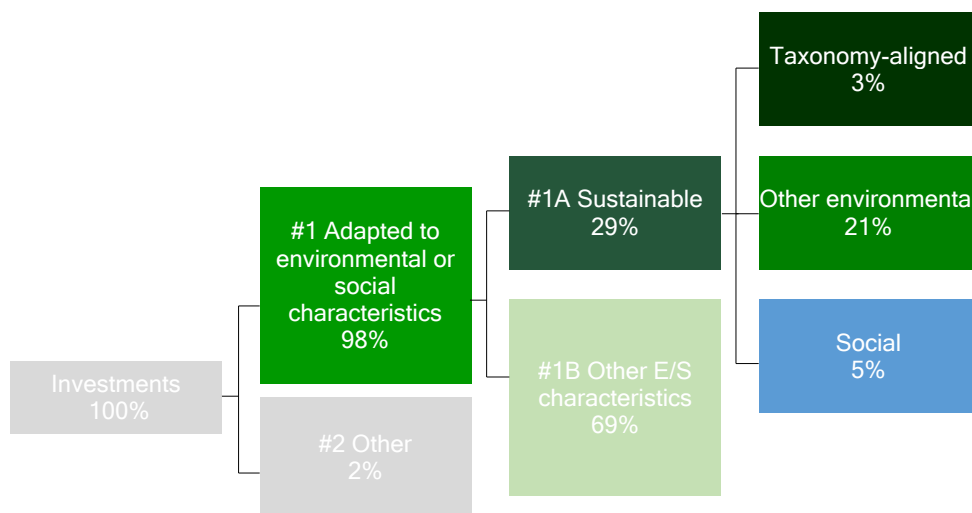 Investments
100%
#1 Adapted to
environmental or
social
characteristics
98%
#2 Other
2%
#1A Sustainable
29%
#1B Other E/S
characteristics
69%
Taxonomy-aligned
3%
Other environmenta
21%
Social
5%